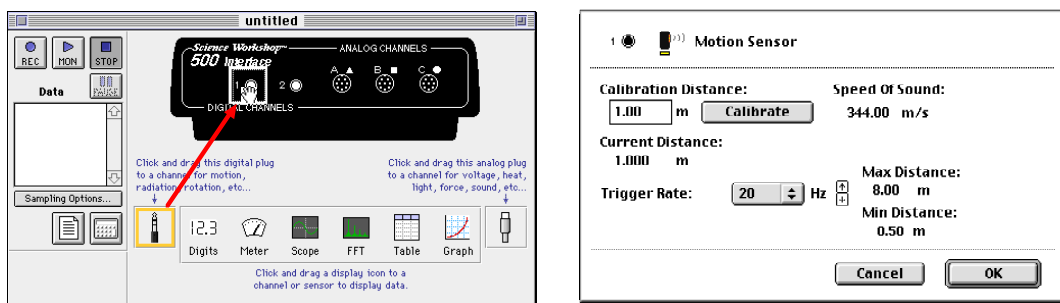 untitled
REC MON STOP
PAUSE
Data
Sampling Options...
Science Workshop™
500 Interface
ANALOG CHANNELS
1 2 A B C
DIGITAL CHANNELS
Click and drag this digital plug
to a channel for motion,
radiation, rotation, etc...
Click and drag this analog plug
to a channel for voltage, heat,
light, force, sound, etc...
12.3
Digits Meter Scope FFT Table Graph
Click and drag a display icon to a
channel or sensor to display data.
1 Motion Sensor
Calibration Distance: Speed Of Sound:
1.00 m Calibrate 344.00 m/s
Current Distance:
1.000 m
Max Distance:
Trigger Rate: 20 Hz 8.00 m
Min Distance:
0.50 m
Cancel OK